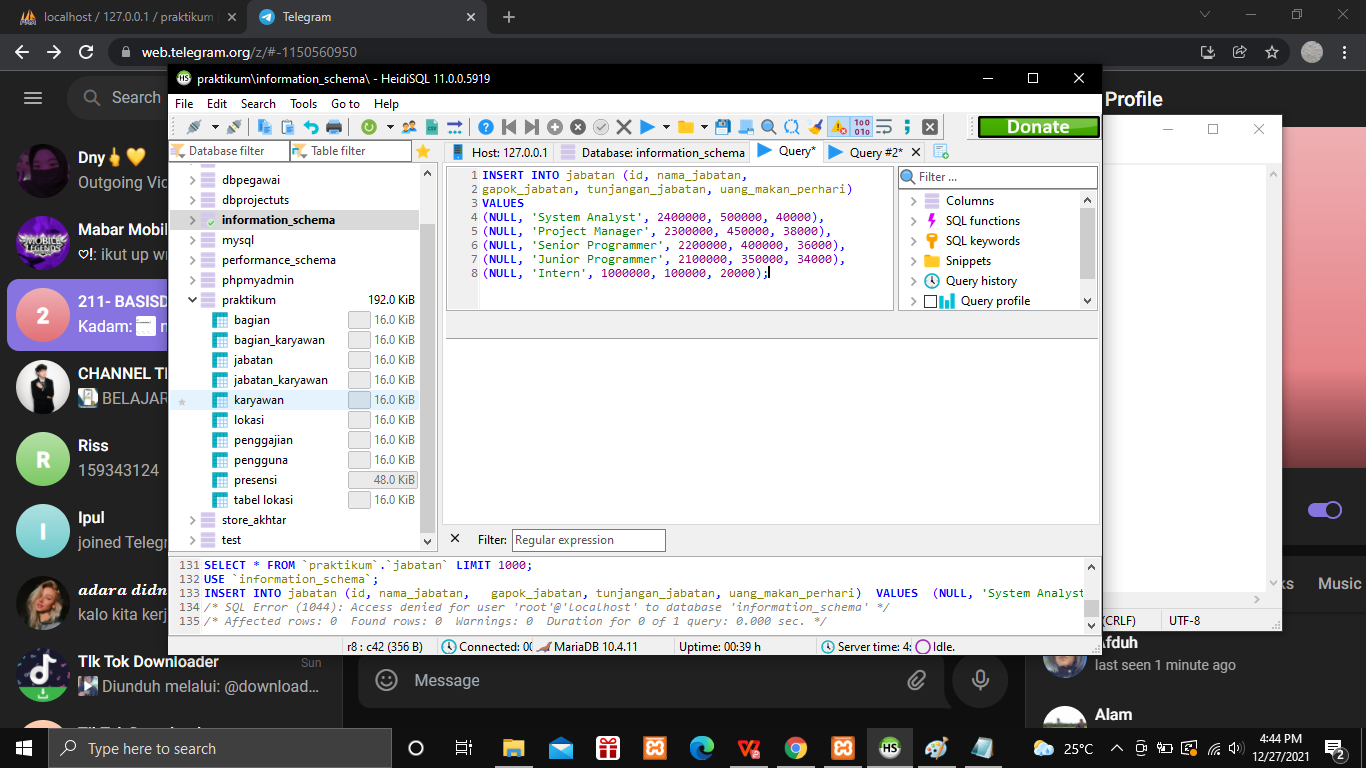 localhost / 127.0.0.1 / praktikum
Telegram
web.telegram.org/z/#-1150560950
Search
Dny🖕💛
Outgoing Vic
Mabar Mobil
♡!: ikut up wr
2
211- BASISD
Kadam:
CHANNEL TI
BELAJAR
R
Riss
159343124
I
Ipul
joined Telegr
adara didn
kalo kita kerj
TIk Tok Downloader
Sun
Diunduh melalui: @download...
praktikum\information_schema\ - HeidiSQL 11.0.0.5919
File Edit Search Tools Go to Help
Donate
Database filter
Table filter
Host: 127.0.0.1
Database: information_schema
Query*
Query #2*
dbpegawai
dbprojectuts
information_schema
mysql
performance_schema
phpmyadmin
praktikum 192.0 KiB
bagian 16.0 KiB
bagian_karyawan 16.0 KiB
jabatan 16.0 KiB
jabatan_karyawan 16.0 KiB
karyawan 16.0 KiB
lokasi 16.0 KiB
penggajian 16.0 KiB
pengguna 16.0 KiB
presensi 48.0 KiB
tabel lokasi 16.0 KiB
store_akhtar
test
1 INSERT INTO jabatan (id, nama_jabatan,
2 gapok_jabatan, tunjangan_jabatan, uang_makan_perhari)
3 VALUES
4 (NULL, 'System Analyst', 2400000, 500000, 40000),
5 (NULL, 'Project Manager', 2300000, 450000, 38000),
6 (NULL, 'Senior Programmer', 2200000, 400000, 36000),
7 (NULL, 'Junior Programmer', 2100000, 350000, 34000),
8 (NULL, 'Intern', 1000000, 100000, 20000);
Filter ...
Columns
SQL functions
SQL keywords
Snippets
Query history
Query profile
Filter: Regular expression
131 SELECT * FROM `praktikum`.`jabatan` LIMIT 1000;
132 USE `information_schema`;
133 INSERT INTO jabatan (id, nama_jabatan, gapok_jabatan, tunjangan_jabatan, uang_makan_perhari) VALUES (NULL, 'System Analyst
134 /* SQL Error (1044): Access denied for user 'root'@'localhost' to database 'information_schema' */
135 /* Affected rows: 0 Found rows: 0 Warnings: 0 Duration for 0 of 1 query: 0.000 sec. */
r8 : c42 (356 B)
Connected: 00
MariaDB 10.4.11
Uptime: 00:39 h
Server time: 4:
Idle.
Profile
Music
(CRLF)
UTF-8
Message
Afduh
last seen 1 minute ago
Alam
Type here to search
25°C
4:44 PM
12/27/2021
2